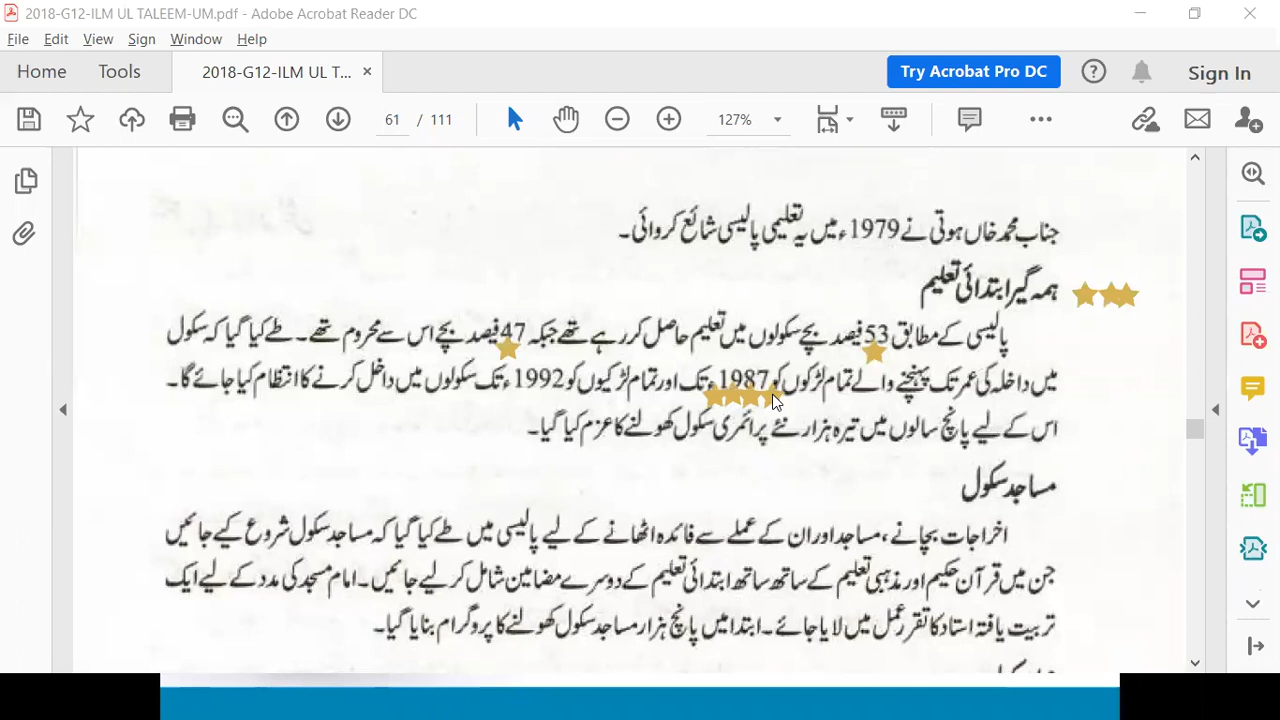 2018-G12-ILM UL TALEEM-UM.pdf - Adobe Acrobat Reader DC
File Edit View Sign Window Help
Home Tools 2018-G12-ILM UL T... × Try Acrobat Pro DC Sign In
61 / 111 127%
جناب محمد خاں ہوتی نے 1979ء میں یہ تعلیمی پالیسی شائع کروائی۔
ہمہ گیر ابتدائی تعلیم
پالیسی کے مطابق 53 فیصد بچے سکولوں میں تعلیم حاصل کر رہے تھے جبکہ 47 فیصد بچے اس سے محروم تھے۔ طے کیا گیا کہ سکول
میں داخلہ کی عمر تک پہنچنے والے تمام لڑکوں کو 1987ء تک اور تمام لڑکیوں کو 1992ء تک سکولوں میں داخل کرنے کا انتظام کیا جائے گا۔
اس کے لیے پانچ سالوں میں تیرہ ہزار نئے پرائمری سکول کھولنے کا عزم کیا گیا۔
مساجد سکول
اخراجات بچانے، مساجد اور ان کے عملے سے فائدہ اٹھانے کے لیے پالیسی میں طے کیا گیا کہ مساجد سکول شروع کیے جائیں
جن میں قرآن حکیم اور مذہبی تعلیم کے ساتھ ساتھ ابتدائی تعلیم کے دوسرے مضامین شامل کر لیے جائیں۔ امام مسجد کی مدد کے لیے ایک
تربیت یافتہ استاد کا تقرر عمل میں لایا جائے۔ ابتدا میں پانچ ہزار مساجد سکول کھولنے کا پروگرام بنایا گیا۔